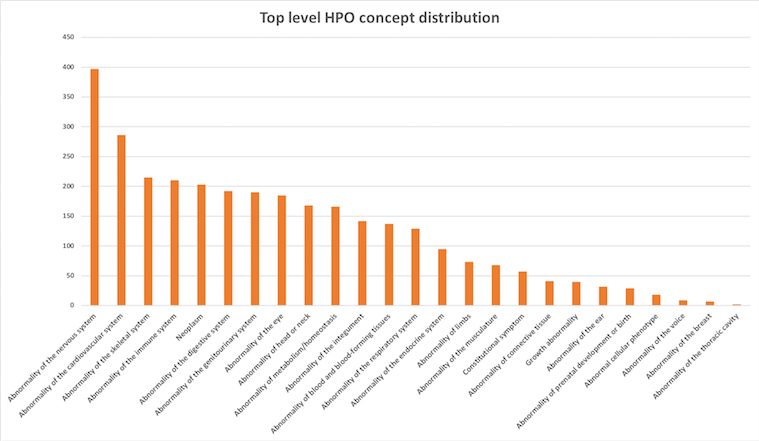 Top level HPO concept distribution
450
400
350
300
250
200
150
100
50
0
Abnormality of the nervous system
Abnormality of the cardiovascular system
Abnormality of the skeletal system
Abnormality of the immune system
Neoplasm
Abnormality of the digestive system
Abnormality of the genitourinary system
Abnormality of the eye
Abnormality of head or neck
Abnormality of metabolism/homeostasis
Abnormality of the integument
Abnormality of blood and blood-forming tissues
Abnormality of the respiratory system
Abnormality of the endocrine system
Abnormality of limbs
Abnormality of the musculature
Constitutional symptom
Abnormality of connective tissue
Growth abnormality
Abnormality of the ear
Abnormality of prenatal development or birth
Abnormal cellular phenotype
Abnormality of the voice
Abnormality of the breast
Abnormality of the thoracic cavity